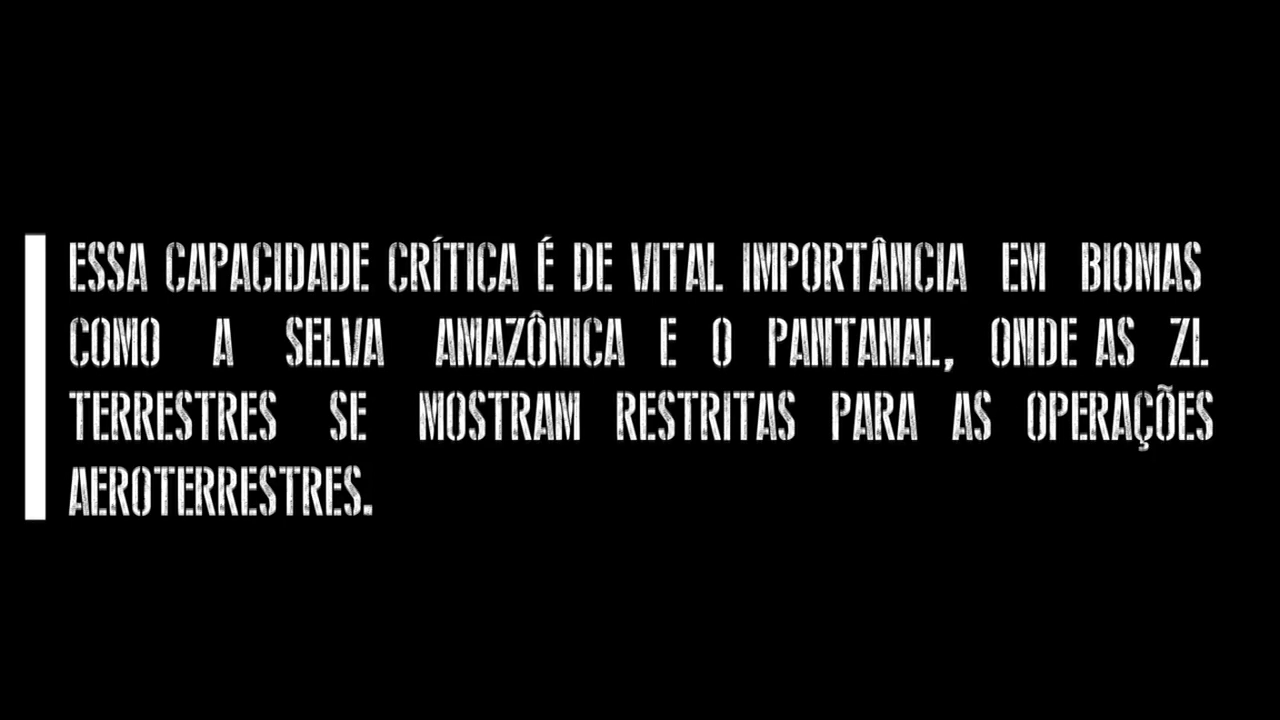 ESSA CAPACIDADE CRÍTICA É DE VITAL IMPORTÂNCIA EM BIOMAS
COMO A SELVA AMAZÔNICA E O PANTANAL, ONDE AS ZL
TERRESTRES SE MOSTRAM RESTRITAS PARA AS OPERAÇÕES
AEROTERRESTRES.